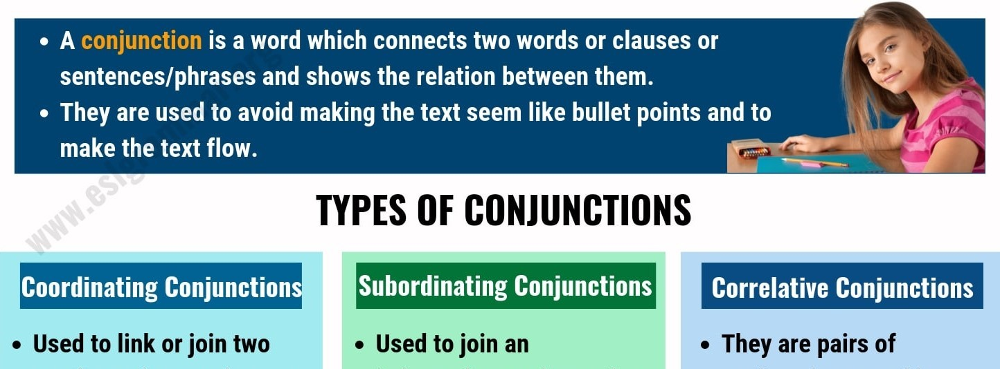 • A conjunction is a word which connects two words or clauses or
sentences/phrases and shows the relation between them.
• They are used to avoid making the text seem like bullet points and to
make the text flow.
TYPES OF CONJUNCTIONS
Coordinating Conjunctions
• Used to link or join two
Subordinating Conjunctions
• Used to join an
Correlative Conjunctions
• They are pairs of